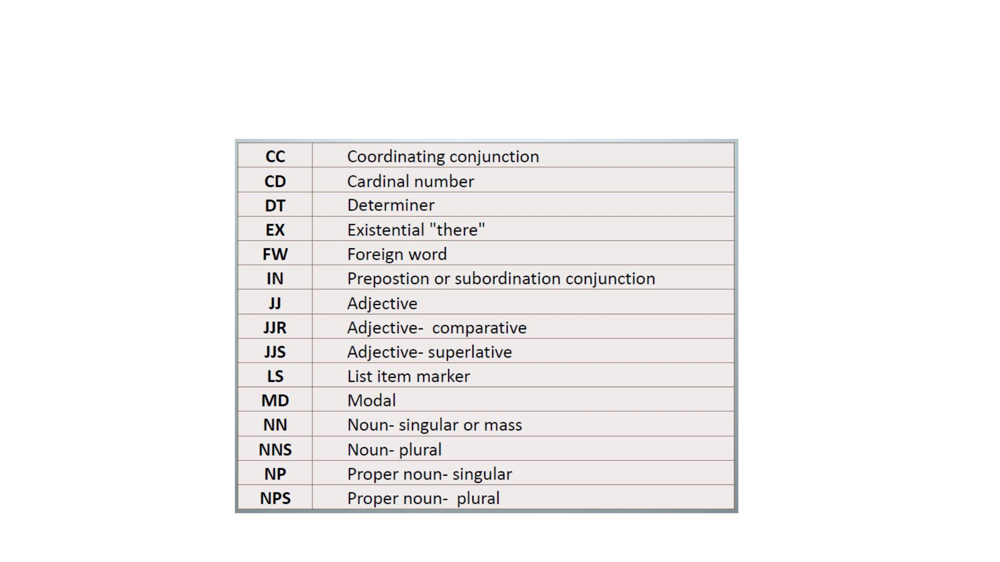 CC Coordinating conjunction
CD Cardinal number
DT Determiner
EX Existential "there"
FW Foreign word
IN Prepostion or subordination conjunction
JJ Adjective
JJR Adjective-  comparative
JJS Adjective- superlative
LS List item marker
MD Modal
NN Noun- singular or mass
NNS Noun- plural
NP Proper noun- singular
NPS Proper noun-  plural